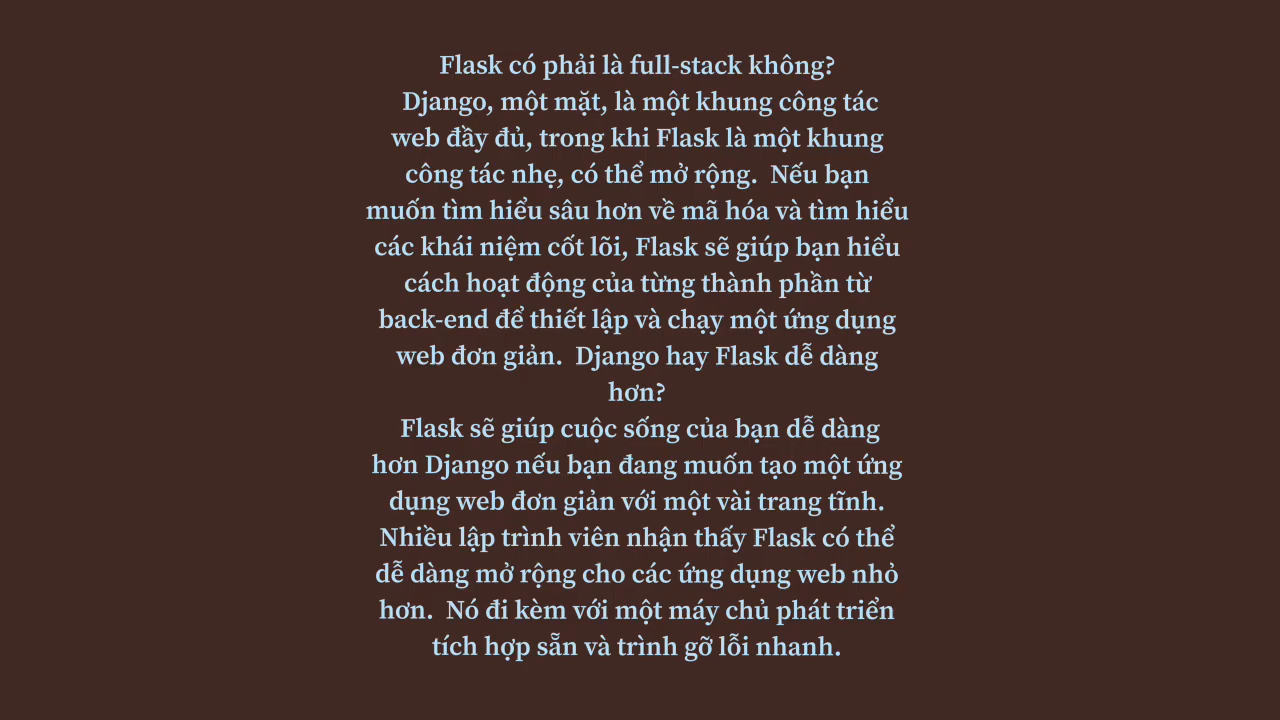 Flask có phải là full-stack không?
Django, một mặt, là một khung công tác
web đầy đủ, trong khi Flask là một khung
công tác nhẹ, có thể mở rộng.  Nếu bạn
muốn tìm hiểu sâu hơn về mã hóa và tìm hiểu
các khái niệm cốt lõi, Flask sẽ giúp bạn hiểu
cách hoạt động của từng thành phần từ
back-end để thiết lập và chạy một ứng dụng
web đơn giản.  Django hay Flask dễ dàng
hơn?
Flask sẽ giúp cuộc sống của bạn dễ dàng
hơn Django nếu bạn đang muốn tạo một ứng
dụng web đơn giản với một vài trang tĩnh.
Nhiều lập trình viên nhận thấy Flask có thể
dễ dàng mở rộng cho các ứng dụng web nhỏ
hơn.  Nó đi kèm với một máy chủ phát triển
tích hợp sẵn và trình gỡ lỗi nhanh.